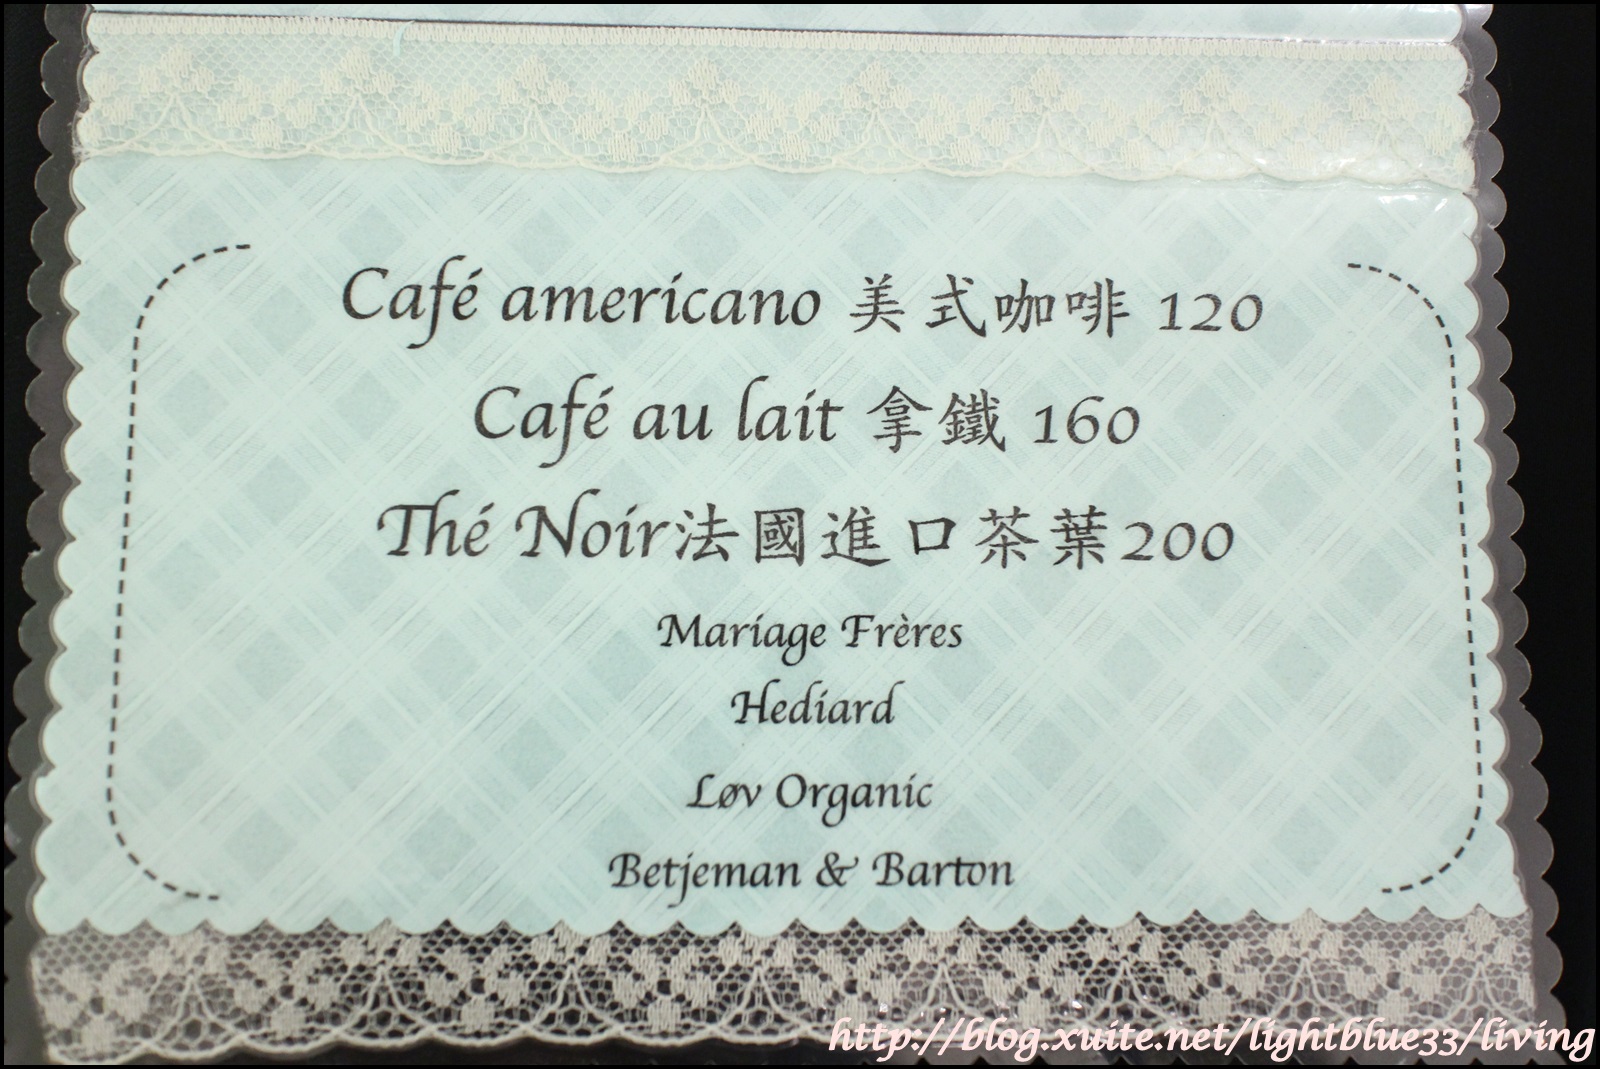 Café americano 美式咖啡 120
Café au lait 拿鐵 160
Thé Noir法國進口茶葉200
Mariage Frères
Hediard
Løv Organic
Betjeman & Barton
http://blog.xuite.net/lightblue33/living